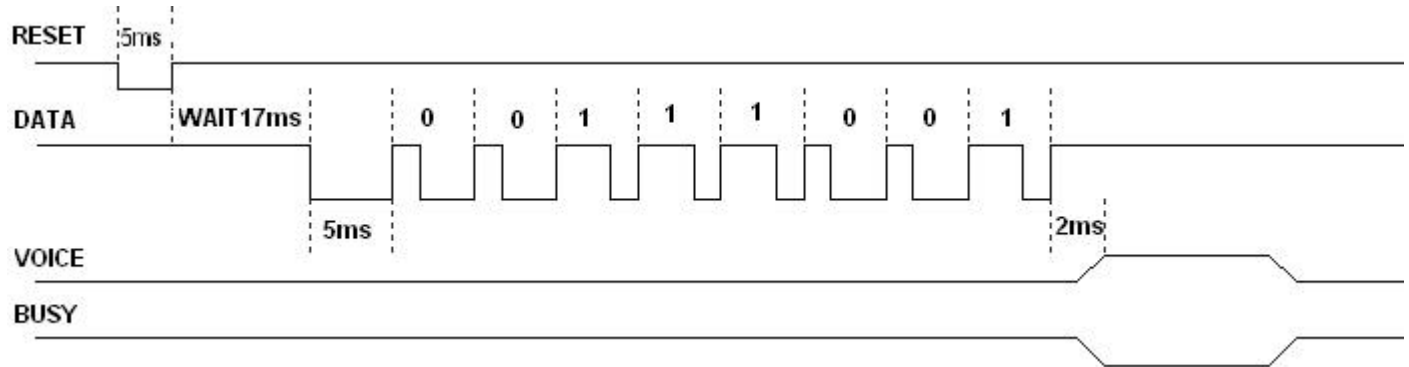 RESET 5ms
DATA WAIT17ms 0 0 1 1 1 0 0 1
5ms 2ms
VOICE
BUSY